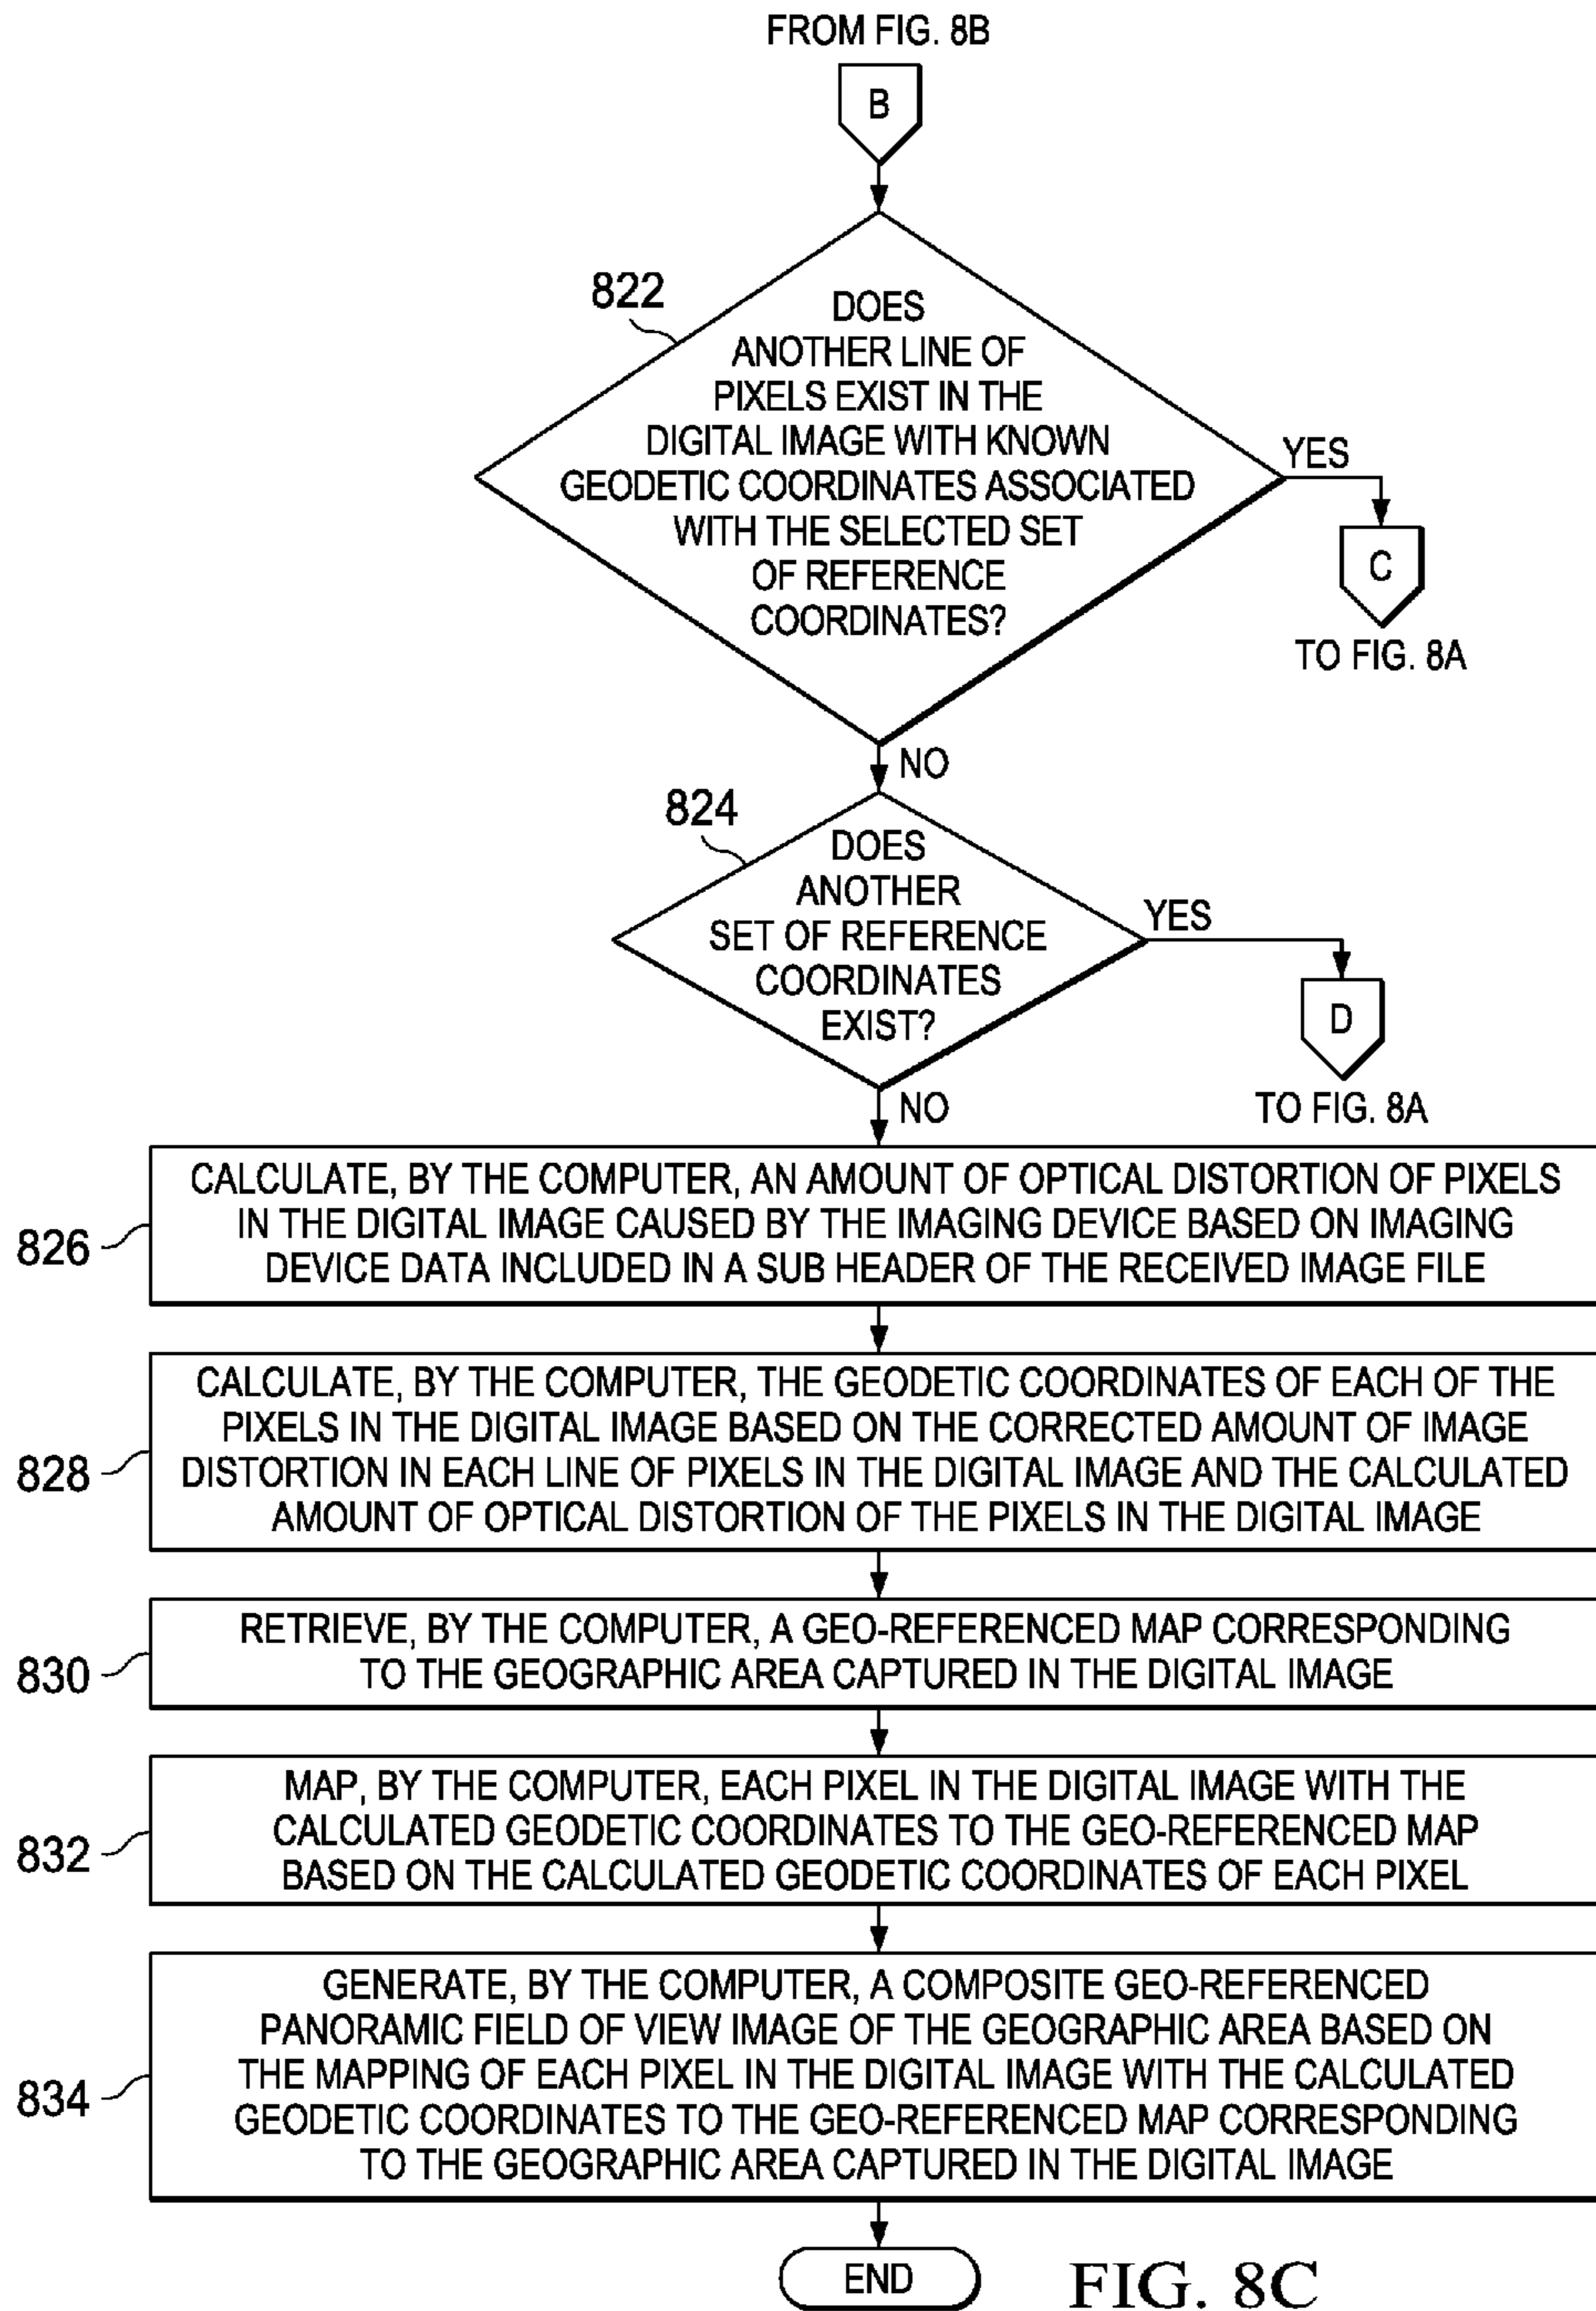 FROM FIG. 8B
B
822
DOES
ANOTHER LINE OF
PIXELS EXIST IN THE
DIGITAL IMAGE WITH KNOWN
GEODETIC COORDINATES ASSOCIATED
WITH THE SELECTED SET
OF REFERENCE
COORDINATES?
YES
C
TO FIG. 8A
NO
824
DOES
ANOTHER
SET OF REFERENCE
COORDINATES
EXIST?
YES
D
TO FIG. 8A
NO
826
CALCULATE, BY THE COMPUTER, AN AMOUNT OF OPTICAL DISTORTION OF PIXELS
IN THE DIGITAL IMAGE CAUSED BY THE IMAGING DEVICE BASED ON IMAGING
DEVICE DATA INCLUDED IN A SUB HEADER OF THE RECEIVED IMAGE FILE
828
CALCULATE, BY THE COMPUTER, THE GEODETIC COORDINATES OF EACH OF THE
PIXELS IN THE DIGITAL IMAGE BASED ON THE CORRECTED AMOUNT OF IMAGE
DISTORTION IN EACH LINE OF PIXELS IN THE DIGITAL IMAGE AND THE CALCULATED
AMOUNT OF OPTICAL DISTORTION OF THE PIXELS IN THE DIGITAL IMAGE
830
RETRIEVE, BY THE COMPUTER, A GEO-REFERENCED MAP CORRESPONDING
TO THE GEOGRAPHIC AREA CAPTURED IN THE DIGITAL IMAGE
832
MAP, BY THE COMPUTER, EACH PIXEL IN THE DIGITAL IMAGE WITH THE
CALCULATED GEODETIC COORDINATES TO THE GEO-REFERENCED MAP
BASED ON THE CALCULATED GEODETIC COORDINATES OF EACH PIXEL
834
GENERATE, BY THE COMPUTER, A COMPOSITE GEO-REFERENCED
PANORAMIC FIELD OF VIEW IMAGE OF THE GEOGRAPHIC AREA BASED ON
THE MAPPING OF EACH PIXEL IN THE DIGITAL IMAGE WITH THE CALCULATED
GEODETIC COORDINATES TO THE GEO-REFERENCED MAP CORRESPONDING
TO THE GEOGRAPHIC AREA CAPTURED IN THE DIGITAL IMAGE
END
FIG. 8C